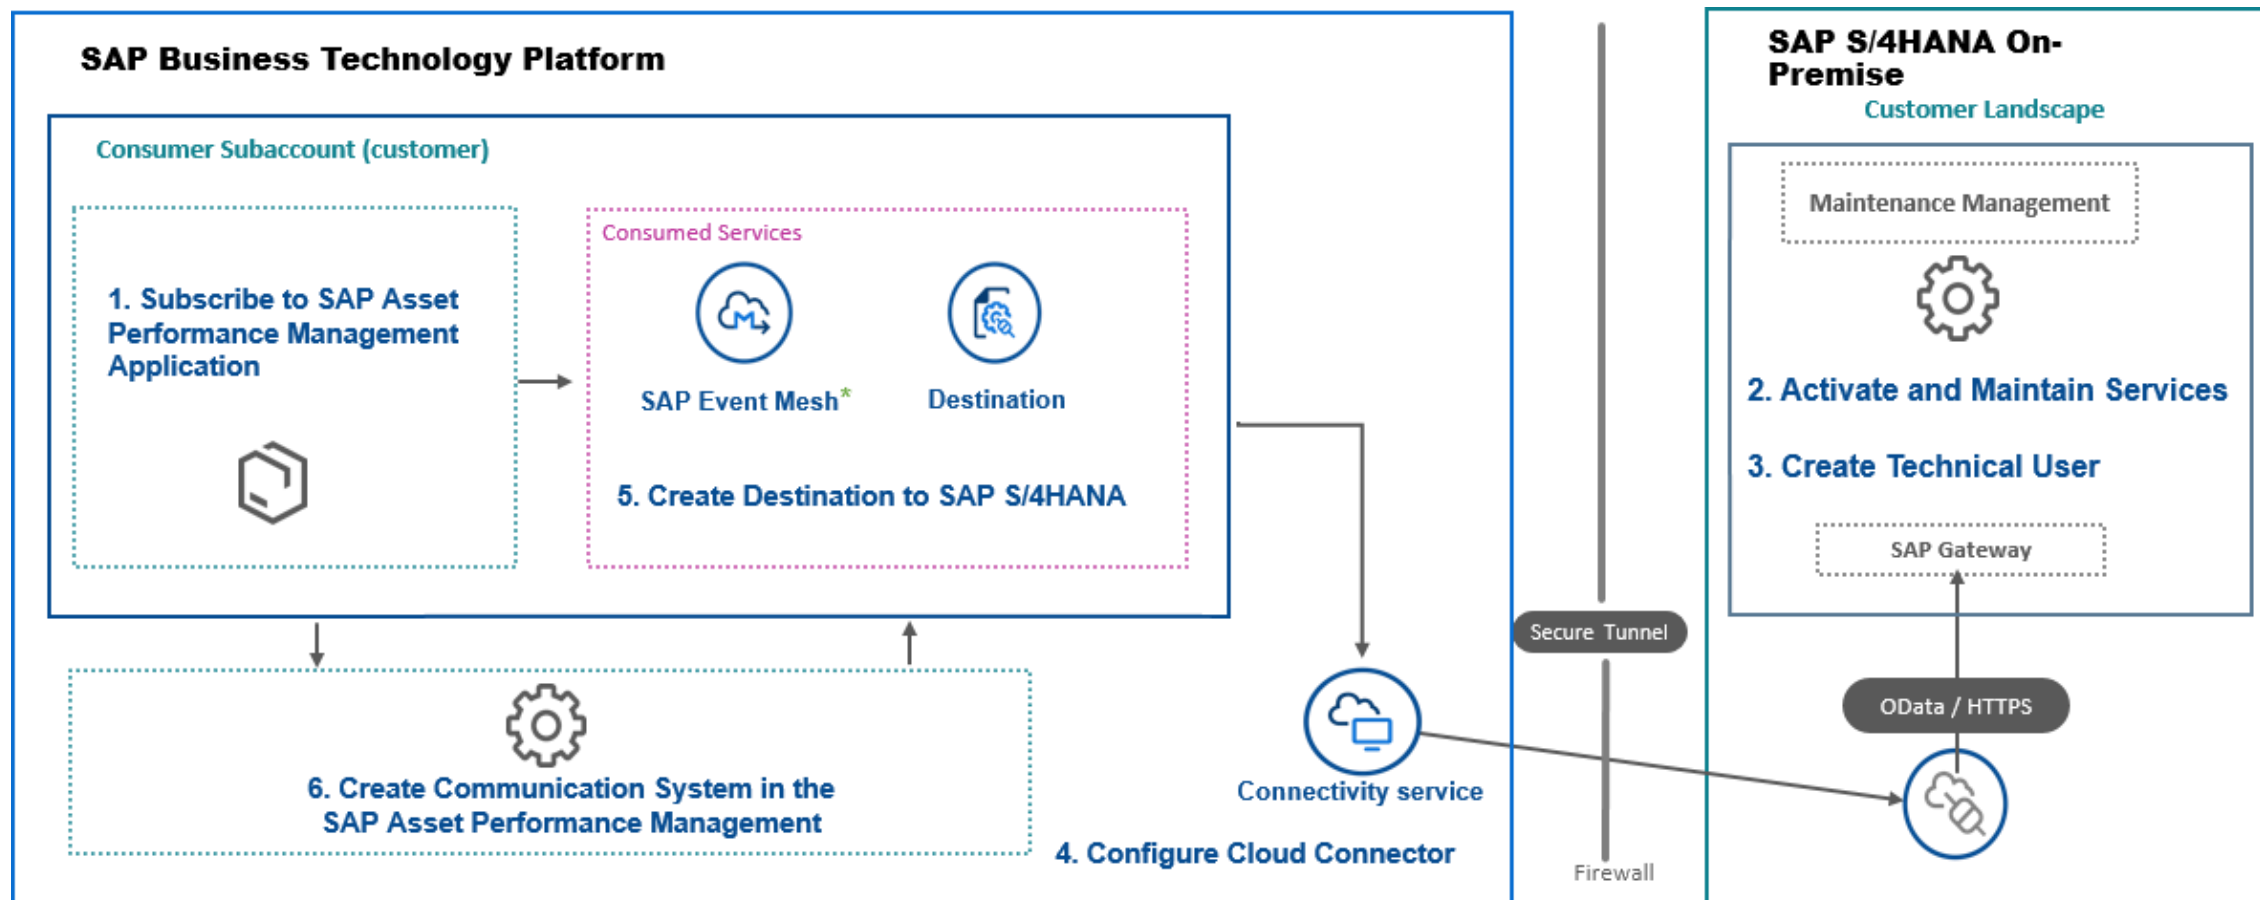 SAP Business Technology Platform
Consumer Subaccount (customer)
1. Subscribe to SAP Asset
Performance Management
Application
Consumed Services
SAP Event Mesh*
Destination
5. Create Destination to SAP S/4HANA
6. Create Communication System in the
SAP Asset Performance Management
Connectivity service
4. Configure Cloud Connector
Secure Tunnel
Firewall
SAP S/4HANA On-
Premise
Customer Landscape
Maintenance Management
2. Activate and Maintain Services
3. Create Technical User
SAP Gateway
OData / HTTPS